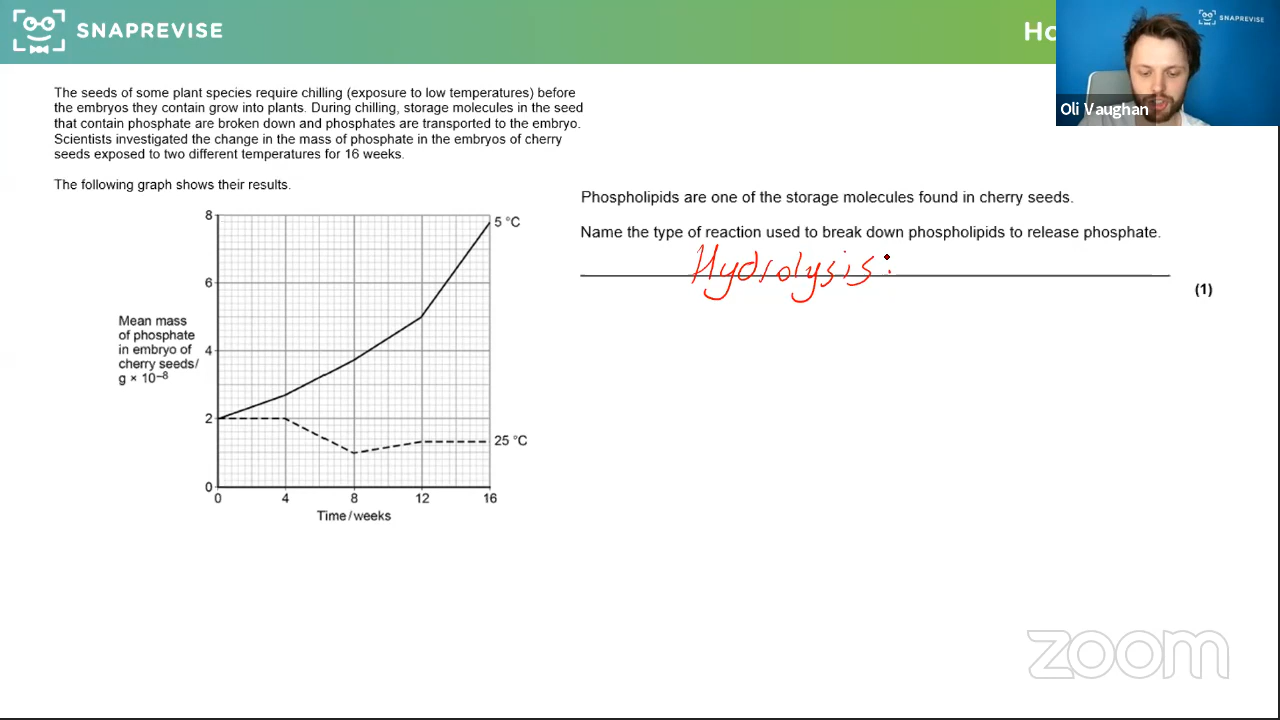 SNAPREVISE
Ho
SNAPREVISE
Oli Vaughan
The seeds of some plant species require chilling (exposure to low temperatures) before
the embryos they contain grow into plants. During chilling, storage molecules in the seed
that contain phosphate are broken down and phosphates are transported to the embryo.
Scientists investigated the change in the mass of phosphate in the embryos of cherry
seeds exposed to two different temperatures for 16 weeks.
The following graph shows their results.
8
5 °C
6
Mean mass
of phosphate
in embryo of
cherry seeds/
g × 10⁻⁸
4
2
25 °C
0
0 4 8 12 16
Time/weeks
Phospholipids are one of the storage molecules found in cherry seeds.
Name the type of reaction used to break down phospholipids to release phosphate.
Hydrolysis.
(1)
zoom